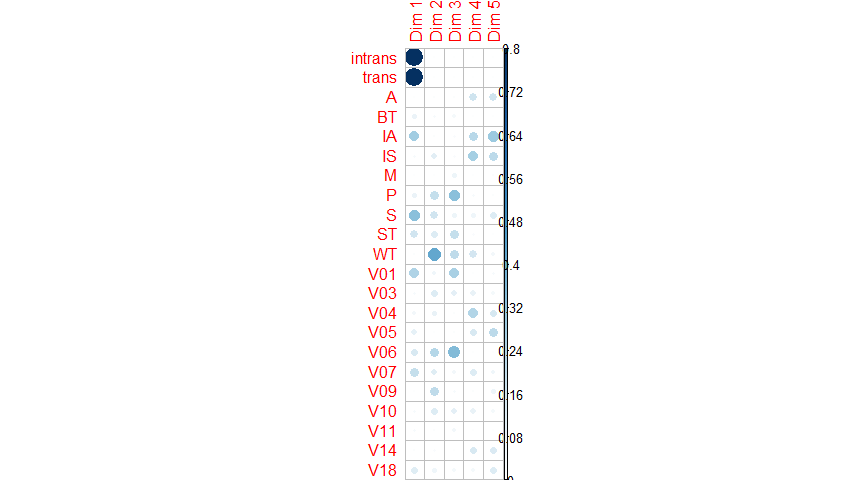 Dim 1 Dim 2 Dim 3 Dim 4 Dim 5
intrans
trans
A
BT
IA
IS
M
P
S
ST
WT
V01
V03
V04
V05
V06
V07
V09
V10
V11
V14
V18
0.8
0.72
0.64
0.56
0.48
0.4
0.32
0.24
0.16
0.08
0